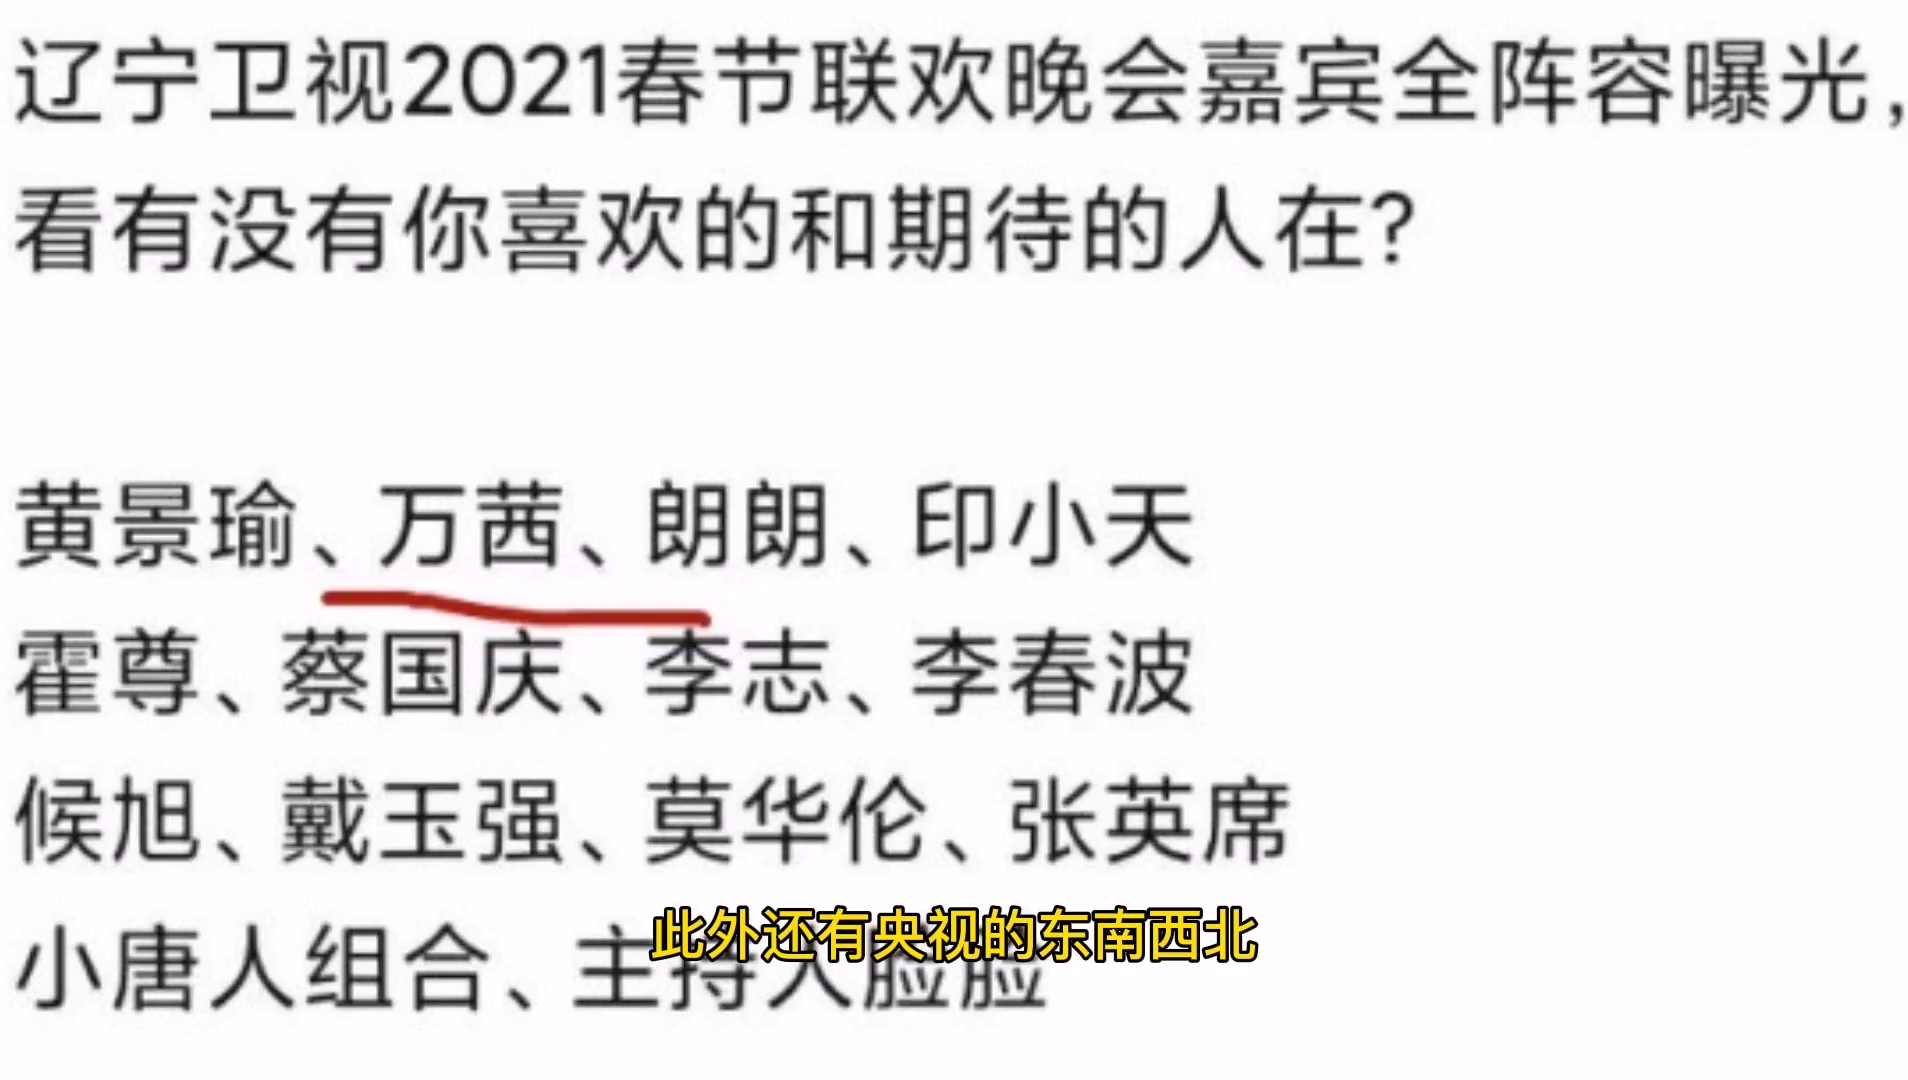 辽宁卫视2021春节联欢晚会嘉宾全阵容曝光，
看有没有你喜欢的和期待的人在？
黄景瑜、万茜、朗朗、印小天
霍尊、蔡国庆、李志、李春波
候旭、戴玉强、莫华伦、张英席
小唐人组合、主持人脸脸
此外还有央视的东南西北